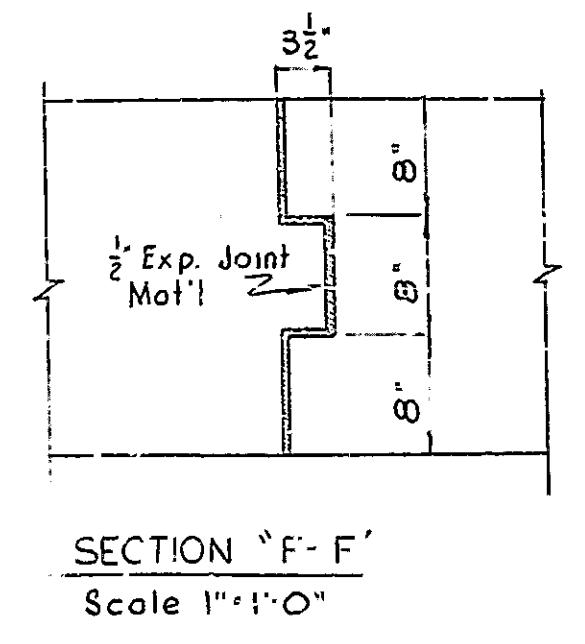 3½"
8"
½" Exp. Joint
Mat'l
8"
8"
SECTION "F-F"
Scale 1"=1'-0"